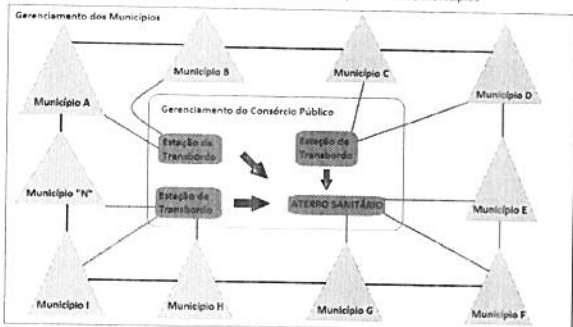 Gerenciamento dos Municípios
Município B
Município C
Município A
Município D
Gerenciamento do Consórcio Público
Estação de
Transbordo
Estação de
Transbordo
Município "N"
Estação de
Transbordo
ATERRO SANITÁRIO
Município E
Município I
Município H
Município G
Município F